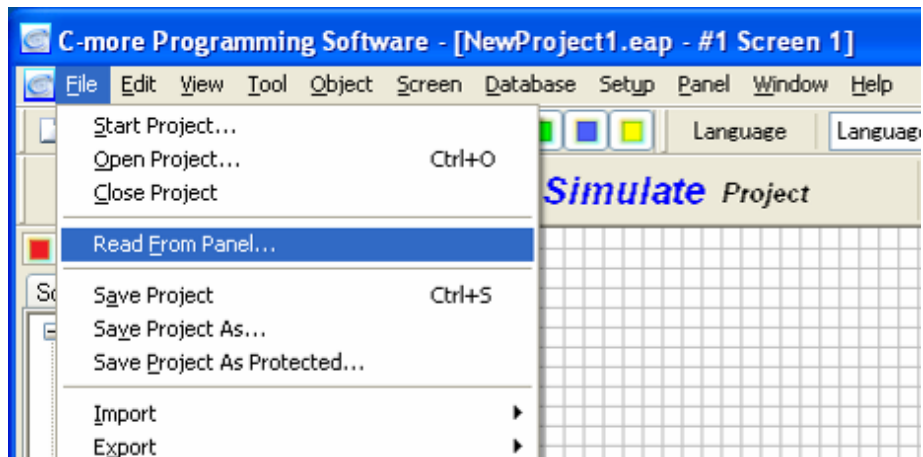 C-more Programming Software - [NewProject1.eap - #1 Screen 1]
File Edit View Tool Object Screen Database Setup Panel Window Help
Start Project...
Language
Open Project... Ctrl+O
Close Project
Simulate Project
Read From Panel...
Save Project Ctrl+S
Save Project As...
Save Project As Protected...
Import
Export